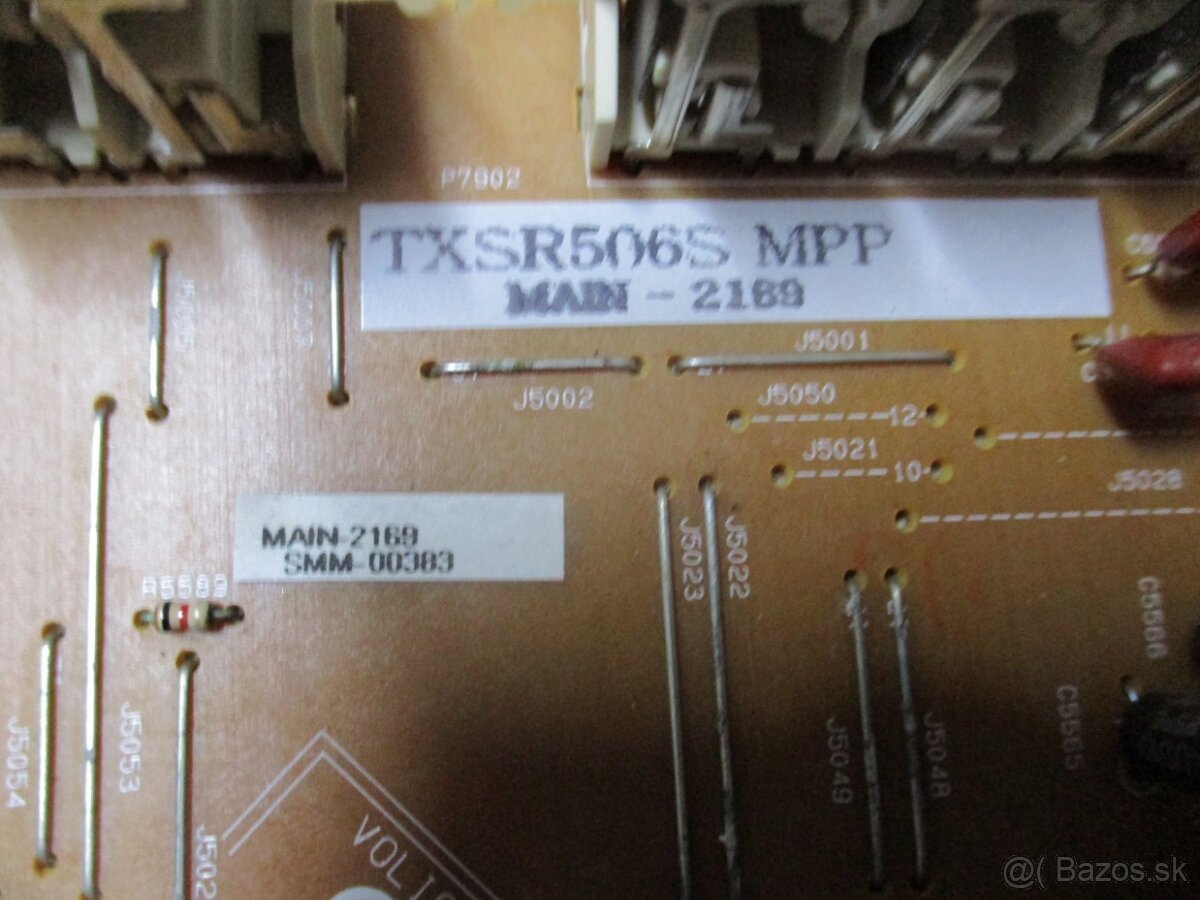 P7902
TXSR506S MPP
MAIN - 2169
J5001
J5002
J5050
12
J5021
10
J5028
J5023
J5022
MAIN-2169
SMM-00383
C5566
C5565
J5054
J5053
J5049
J5048
J502
@( Bazos.sk